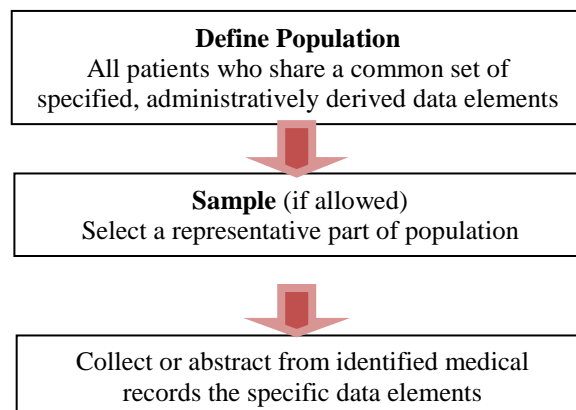 Define Population
All patients who share a common set of
specified, administratively derived data elements
Sample (if allowed)
Select a representative part of population
Collect or abstract from identified medical
records the specific data elements